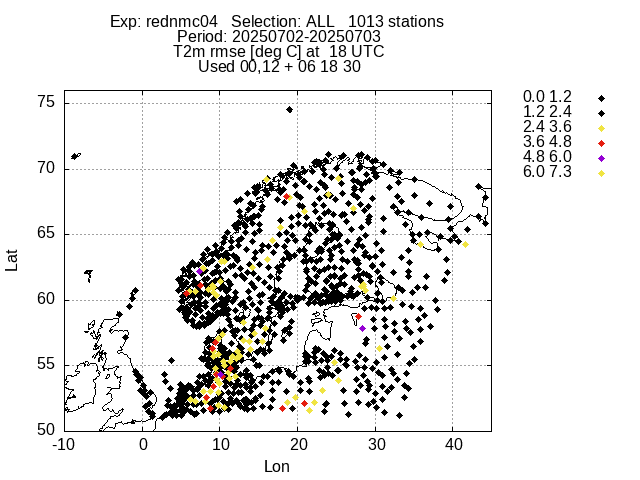 Exp: rednmc04   Selection: ALL   1013 stations
Period: 20250702-20250703
T2m rmse [deg C] at  18 UTC
Used 00,12 + 06 18 30
0.0 1.2
1.2 2.4
2.4 3.6
3.6 4.8
4.8 6.0
6.0 7.3
75
70
65
60
55
50
Lat
-10 0 10 20 30 40
Lon